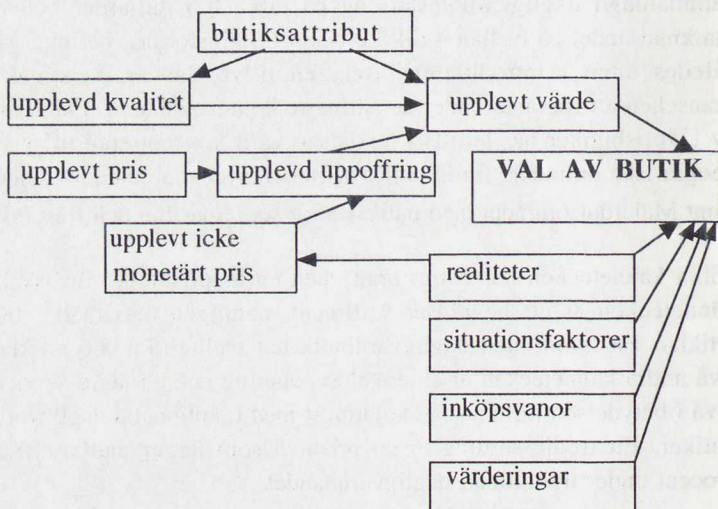 butiksattribut
upplevd kvalitet
upplevt värde
upplevt pris
upplevd uppoffring
VAL AV BUTIK
upplevt icke
monetärt pris
realiteter
situationsfaktorer
inköpsvanor
värderingar